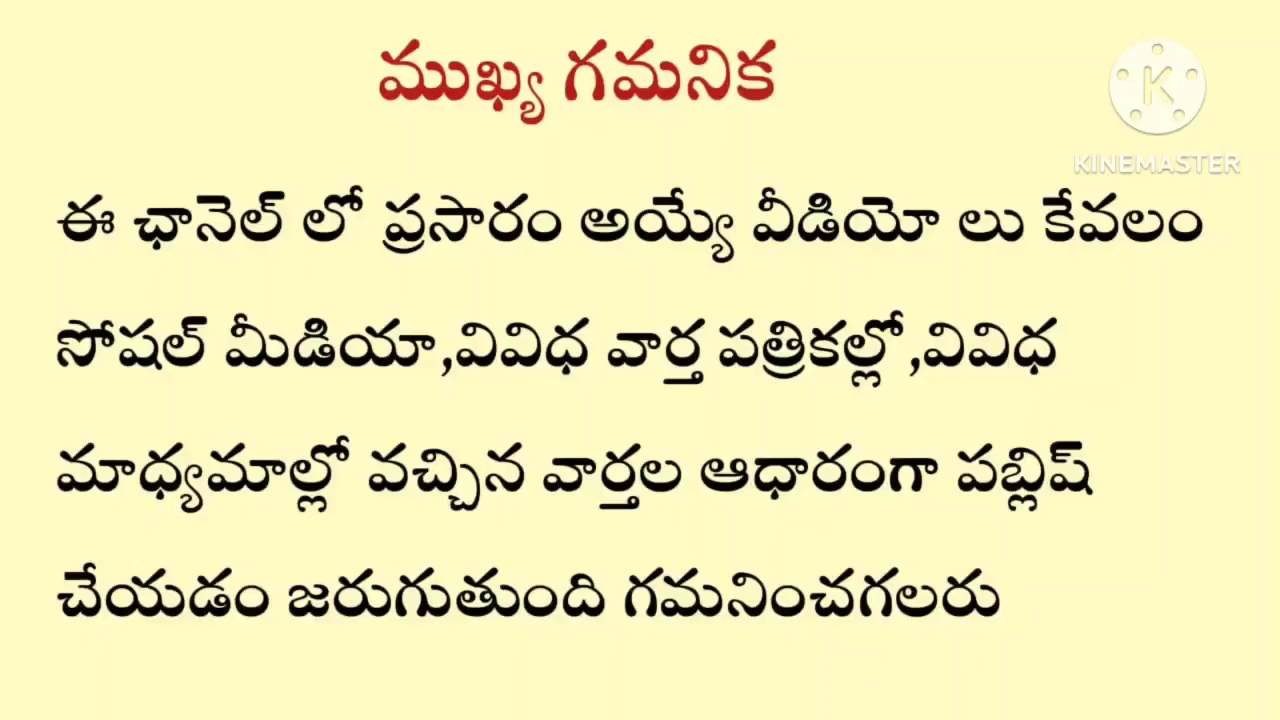 ముఖ్య గమనిక
KINEMASTER
ఈ ఛానెల్ లో ప్రసారం అయ్యే వీడియో లు కేవలం
సోషల్ మీడియా,వివిధ వార్త పత్రికల్లో,వివిధ
మాధ్యమాల్లో వచ్చిన వార్తల ఆధారంగా పబ్లిష్
చేయడం జరుగుతుంది గమనించగలరు